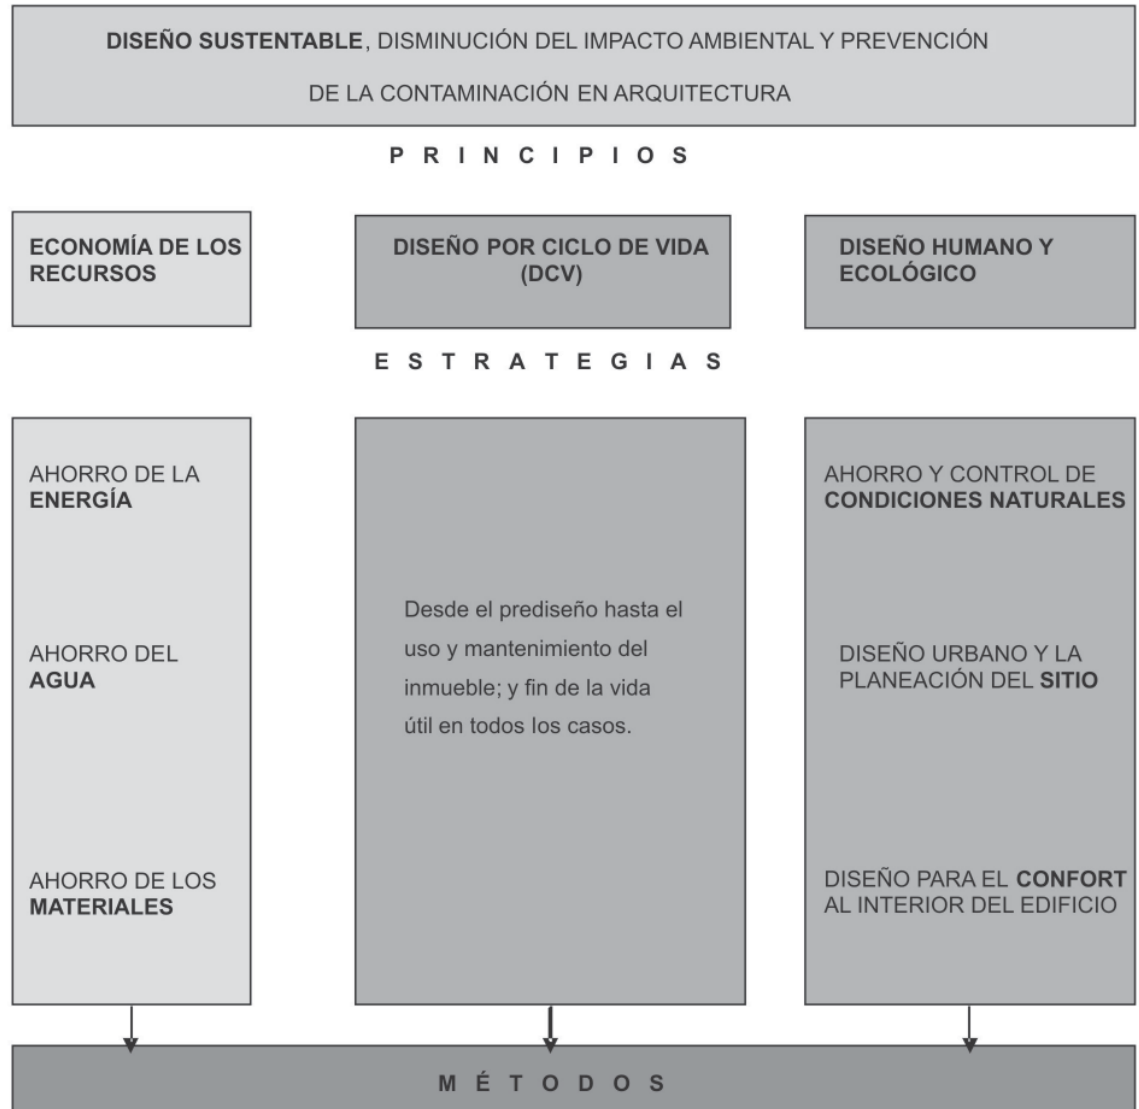 DISEÑO SUSTENTABLE, DISMINUCIÓN DEL IMPACTO AMBIENTAL Y PREVENCIÓN
DE LA CONTAMINACIÓN EN ARQUITECTURA
PRINCIPIOS
ECONOMÍA DE LOS
RECURSOS
DISEÑO POR CICLO DE VIDA
(DCV)
DISEÑO HUMANO Y
ECOLÓGICO
ESTRATEGIAS
AHORRO DE LA
ENERGÍA
AHORRO DEL
AGUA
AHORRO DE LOS
MATERIALES
Desde el prediseño hasta el
uso y mantenimiento del
inmueble; y fin de la vida
útil en todos los casos.
AHORRO Y CONTROL DE
CONDICIONES NATURALES
DISEÑO URBANO Y LA
PLANEACIÓN DEL SITIO
DISEÑO PARA EL CONFORT
AL INTERIOR DEL EDIFICIO
MÉTODOS